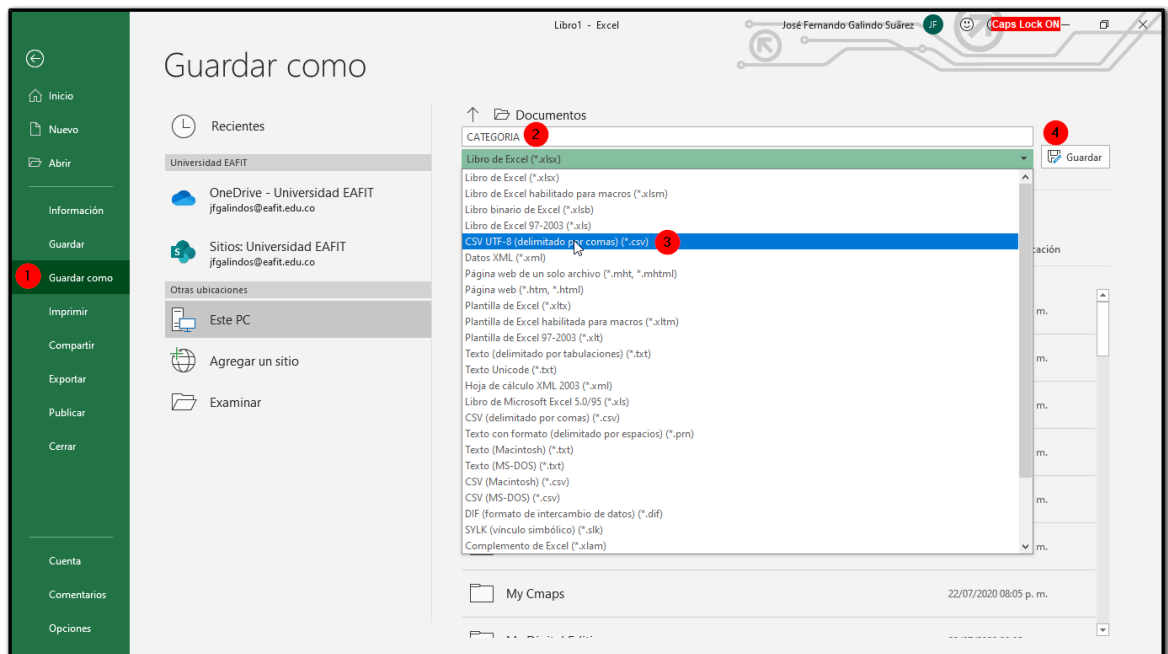 Libro1 - Excel
José Fernando Galindo Suárez
JF
Caps Lock ON
Inicio
Nuevo
Abrir
Información
Guardar
1
Guardar como
Imprimir
Compartir
Exportar
Publicar
Cerrar
Cuenta
Comentarios
Opciones
Guardar como
Recientes
Universidad EAFIT
OneDrive - Universidad EAFIT
jfgalindos@eafit.edu.co
Sitios: Universidad EAFIT
jfgalindos@eafit.edu.co
Otras ubicaciones
Este PC
Agregar un sitio
Examinar
Documentos
CATEGORIA 2
4
Libro de Excel (*.xlsx)
Guardar
Libro de Excel (*.xlsx)
Libro de Excel habilitado para macros (*.xlsm)
Libro binario de Excel (*.xlsb)
Libro de Excel 97-2003 (*.xls)
CSV UTF-8 (delimitado por comas) (*.csv) 3
Datos XML (*.xml)
Página web de un solo archivo (*.mht, *.mhtml)
Página web (*.htm, *.html)
Plantilla de Excel (*.xltx)
Plantilla de Excel habilitada para macros (*.xltm)
Plantilla de Excel 97-2003 (*.xlt)
Texto (delimitado por tabulaciones) (*.txt)
Texto Unicode (*.txt)
Hoja de cálculo XML 2003 (*.xml)
Libro de Microsoft Excel 5.0/95 (*.xls)
CSV (delimitado por comas) (*.csv)
Texto con formato (delimitado por espacios) (*.prn)
Texto (Macintosh) (*.txt)
Texto (MS-DOS) (*.txt)
CSV (Macintosh) (*.csv)
CSV (MS-DOS) (*.csv)
DIF (formato de intercambio de datos) (*.dif)
SYLK (vínculo simbólico) (*.slk)
Complemento de Excel (*.xlam)
cación
m.
m.
m.
m.
m.
m.
My Cmaps
22/07/2020 08:05 p. m.